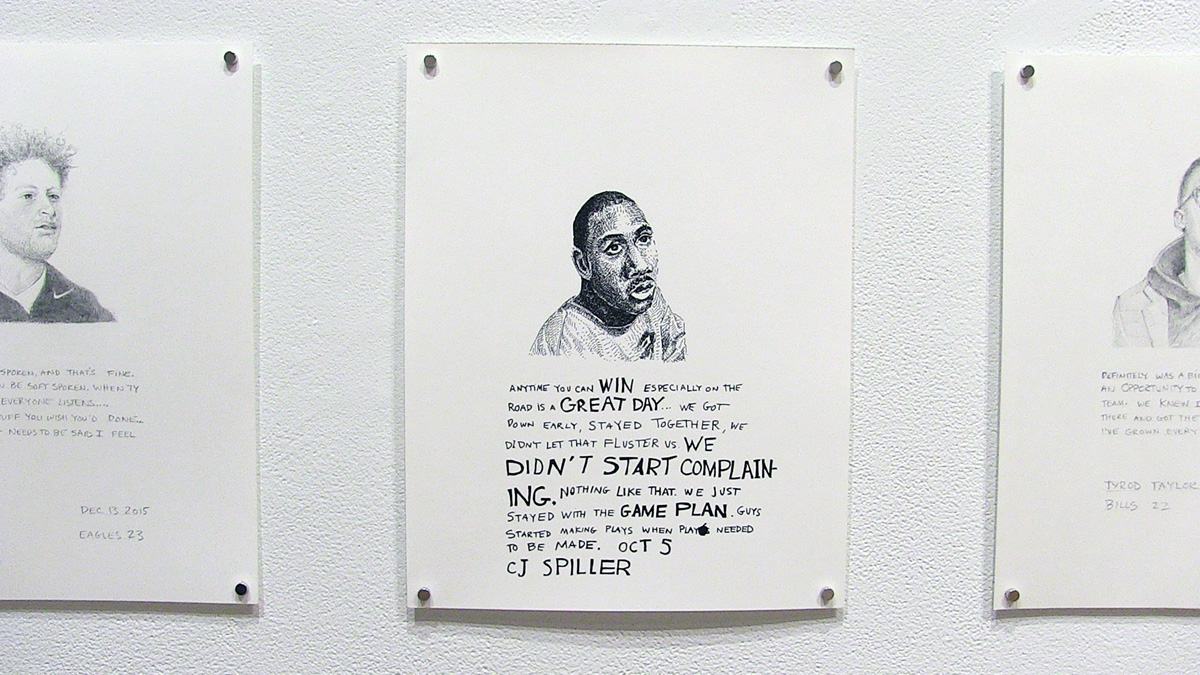 SPOKEN, AND THAT'S FINE.
BE SOFT SPOKEN. WHEN TY
EVERYONE LISTENS....
STUFF YOU WISH YOU'D DONE...
NEEDS TO BE SAID I FEEL
DEC 13 2015
EAGLES 23
ANYTIME YOU CAN WIN ESPECIALLY ON THE
ROAD IS A GREAT DAY... WE GOT
DOWN EARLY, STAYED TOGETHER, WE
DIDN'T LET THAT FLUSTER US. WE
DIDN'T START COMPLAIN-
ING. NOTHING LIKE THAT. WE JUST
STAYED WITH THE GAME PLAN. GUYS
STARTED MAKING PLAYS WHEN PLAY NEEDED
TO BE MADE. OCT 5
CJ SPILLER
DEFINITELY WAS A
AN OPPORTUNITY TO
TEAM. WE KNEW
THERE AND GOT THE
I'VE GROWN EVERY
TYROD TAYLOR
BILLS 22